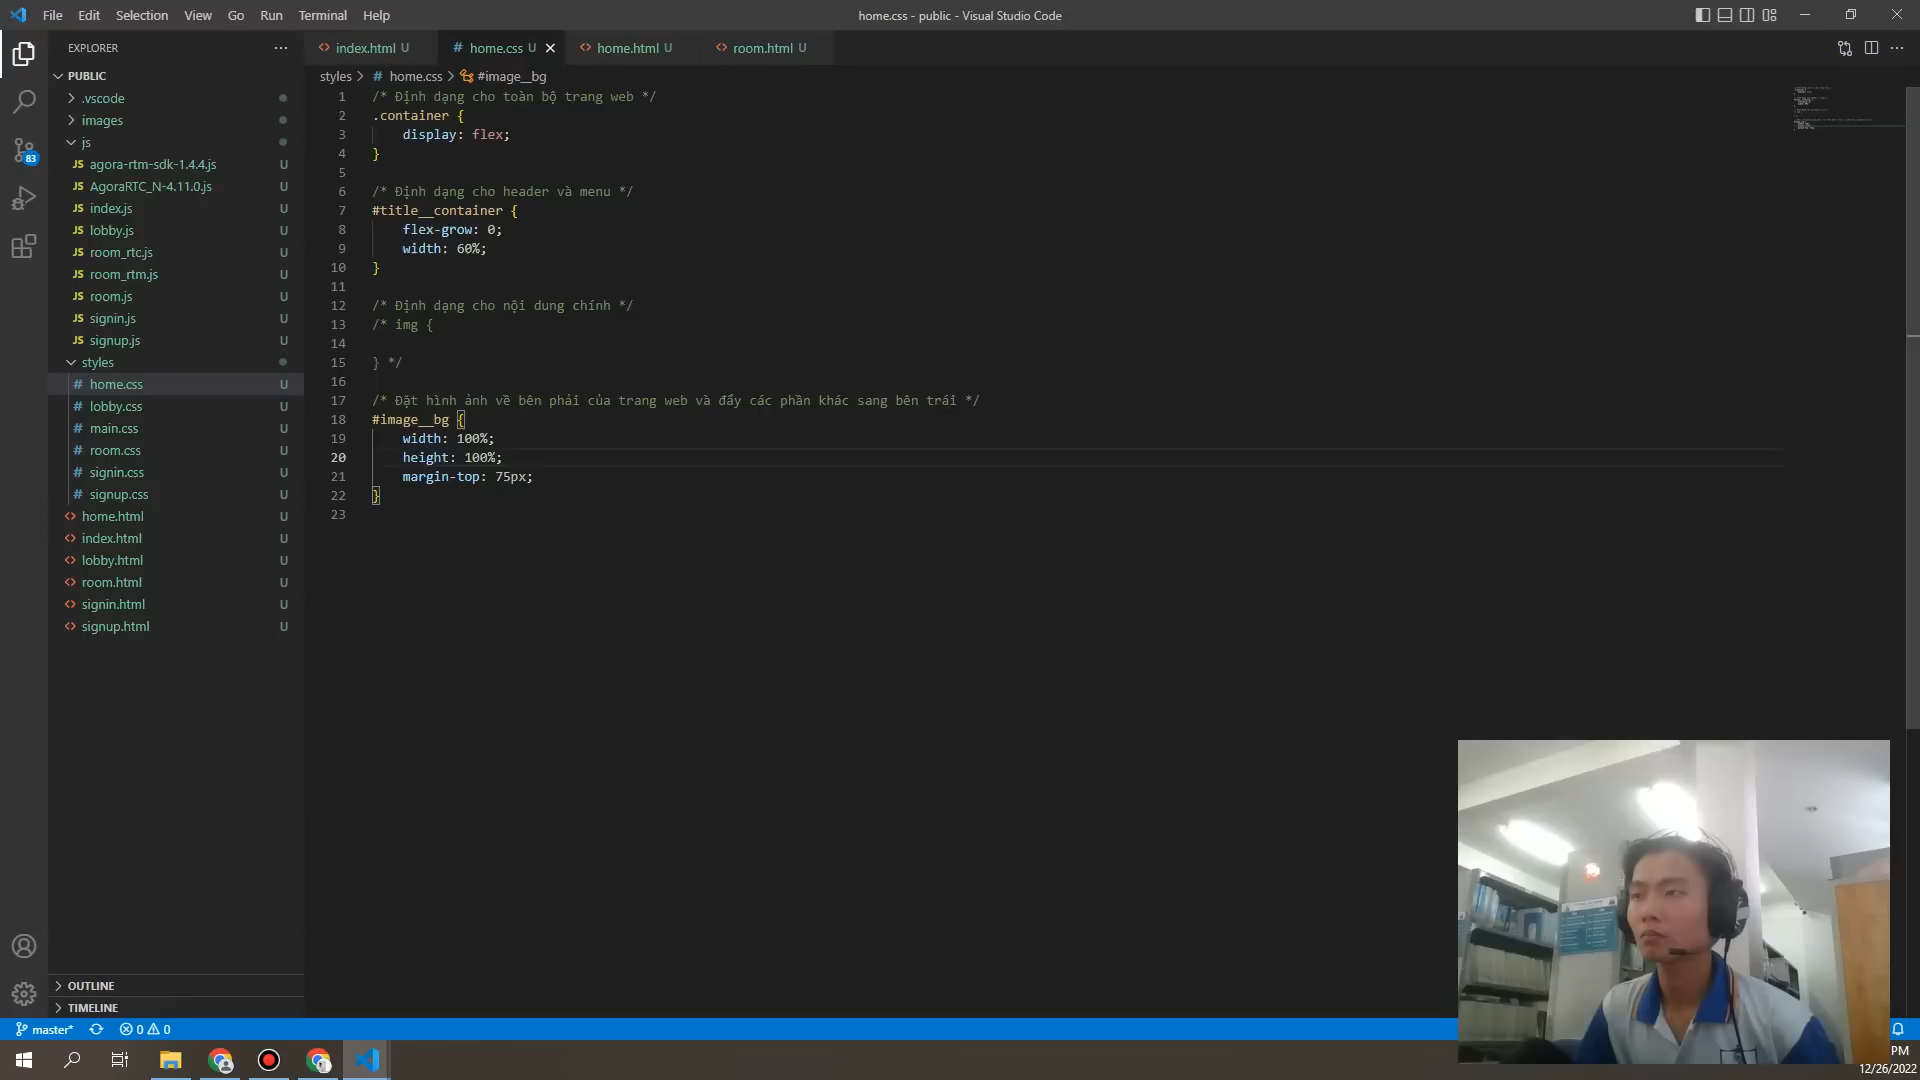 File Edit Selection View Go Run Terminal Help
home.css - public - Visual Studio Code
EXPLORER
PUBLIC
.vscode
images
js
agora-rtm-sdk-1.4.4.js U
AgoraRTC_N-4.11.0.js U
index.js U
lobby.js U
room_rtc.js U
room_rtm.js U
room.js U
signin.js U
signup.js U
styles
home.css U
lobby.css U
main.css U
room.css U
signin.css U
signup.css U
home.html U
index.html U
lobby.html U
room.html U
signin.html U
signup.html U
OUTLINE
TIMELINE
83
index.html U
home.css U
home.html U
room.html U
styles > home.css > #image__bg
1 /* Định dạng cho toàn bộ trang web */
2 .container {
3 display: flex;
4 }
5
6 /* Định dạng cho header và menu */
7 #title__container {
8 flex-grow: 0;
9 width: 60%;
10 }
11
12 /* Định dạng cho nội dung chính */
13 /* img {
14
15 } */
16
17 /* Đặt hình ảnh về bên phải của trang web và đẩy các phần khác sang bên trái */
18 #image__bg {
19 width: 100%;
20 height: 100%;
21 margin-top: 75px;
22 }
23
master* 0 0
PM
12/26/2022